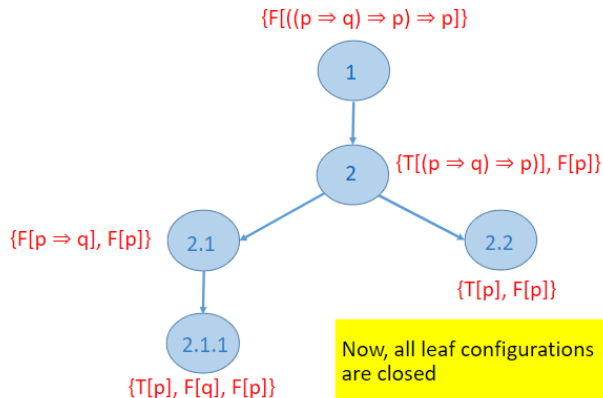 {F[((p ⇒ q) ⇒ p) ⇒ p]}
1
2
{T[(p ⇒ q) ⇒ p)], F[p]}
{F[p ⇒ q], F[p]}
2.1
2.2
{T[p], F[p]}
2.1.1
{T[p], F[q], F[p]}
Now, all leaf configurations
are closed